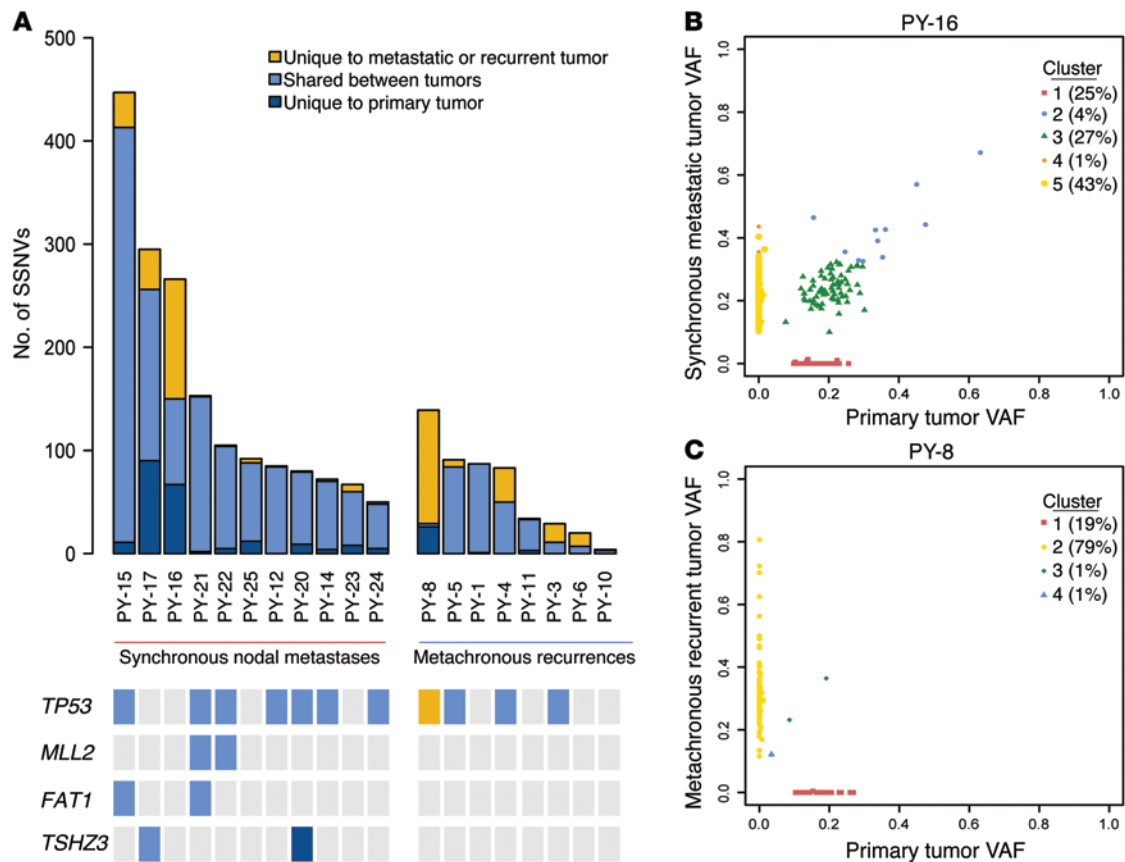 A
500
400
300
200
100
0
No. of SSNVs
Unique to metastatic or recurrent tumor
Shared between tumors
Unique to primary tumor
PY-15
PY-17
PY-16
PY-21
PY-22
PY-25
PY-12
PY-20
PY-14
PY-23
PY-24
PY-8
PY-5
PY-1
PY-4
PY-11
PY-3
PY-6
PY-10
Synchronous nodal metastases
Metachronous recurrences
TP53
MLL2
FAT1
TSHZ3
B
PY-16
Synchronous metastatic tumor VAF
1.0
0.8
0.6
0.4
0.2
0.0
Cluster
1 (25%)
2 (4%)
3 (27%)
4 (1%)
5 (43%)
0.0 0.2 0.4 0.6 0.8 1.0
Primary tumor VAF
C
PY-8
Metachronous recurrent tumor VAF
1.0
0.8
0.6
0.4
0.2
0.0
Cluster
1 (19%)
2 (79%)
3 (1%)
4 (1%)
0.0 0.2 0.4 0.6 0.8 1.0
Primary tumor VAF